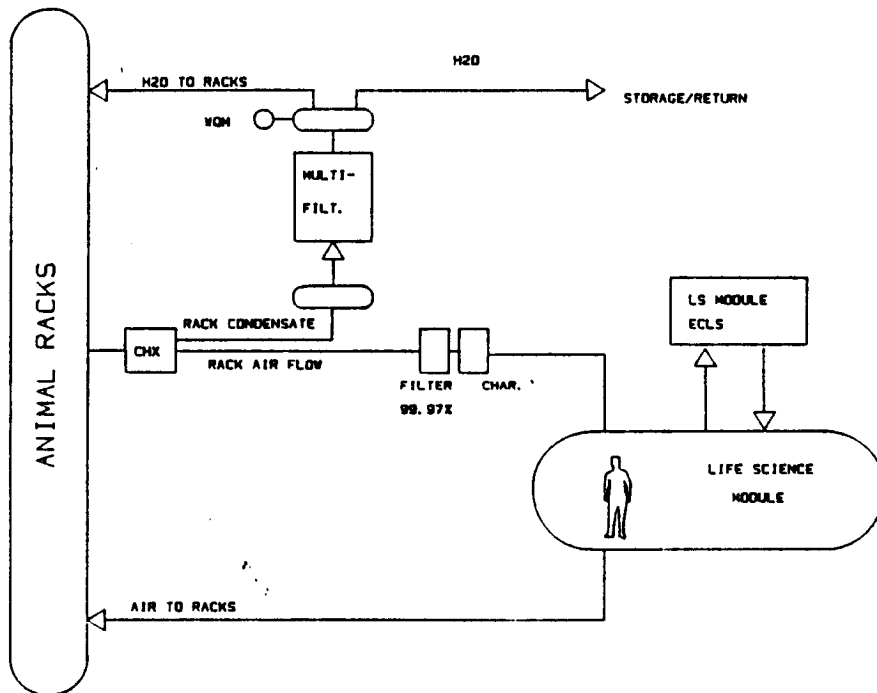 H2O
H2O TO RACKS
STORAGE/RETURN
WQM
MULTI-
FILT.
ANIMAL RACKS
LS MODULE
ECLS
RACK CONDENSATE
CHX
RACK AIR FLOW
FILTER
99.97%
CHAR.
LIFE SCIENCE
MODULE
AIR TO RACKS